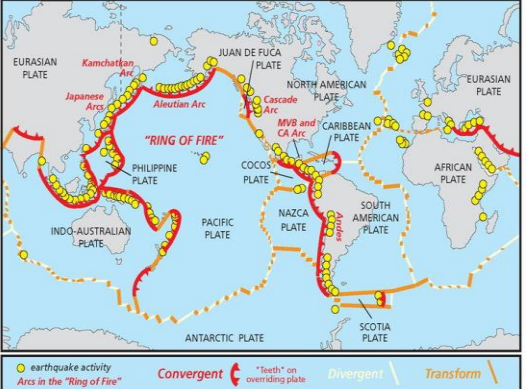 EURASIAN
PLATE
Kamchatkan
Arc
Japanese
Arcs
Aleutian Arc
JUAN DE FUCA
PLATE
NORTH AMERICAN
PLATE
Cascade
Arc
MVB and
CA Arc
CARIBBEAN
PLATE
EURASIAN
PLATE
"RING OF FIRE"
PHILIPPINE
PLATE
COCOS
PLATE
AFRICAN
PLATE
INDO-AUSTRALIAN
PLATE
PACIFIC
PLATE
NAZCA
PLATE
Andes
SOUTH
AMERICAN
PLATE
ANTARCTIC PLATE
SCOTIA
PLATE
earthquake activity
Arcs in the "Ring of Fire"
Convergent
"Teeth" on
overriding plate
Divergent
Transform